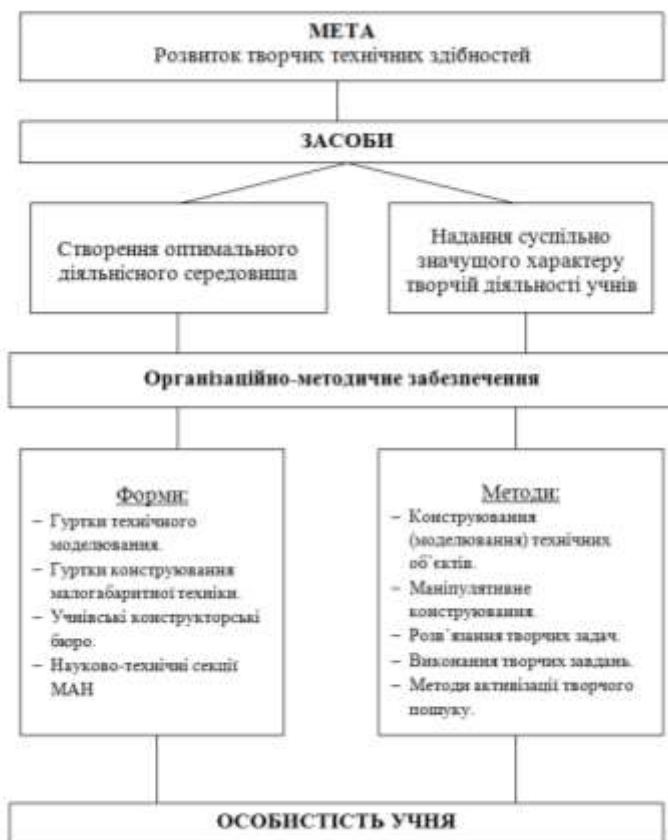 МЕТА
Розвиток творчих технічних здібностей
ЗАСОБИ
Створення оптимального
діяльнісного середовища
Надання суспільно
значущого характеру
творчій діяльності учнів
Організаційно-методичне забезпечення
Форми:
– Гуртки технічного
моделювання.
– Гуртки конструювання
малогабаритної техніки.
– Учнівські конструкторські
бюро.
– Науково-технічні секції
МАН
Методи:
– Конструювання
(моделювання) технічних
об`єктів.
– Маніпулятивне
конструювання.
– Розв`язання творчих задач.
– Виконання творчих завдань.
– Методи активізації творчого
пошуку.
ОСОБИСТІСТЬ УЧНЯ